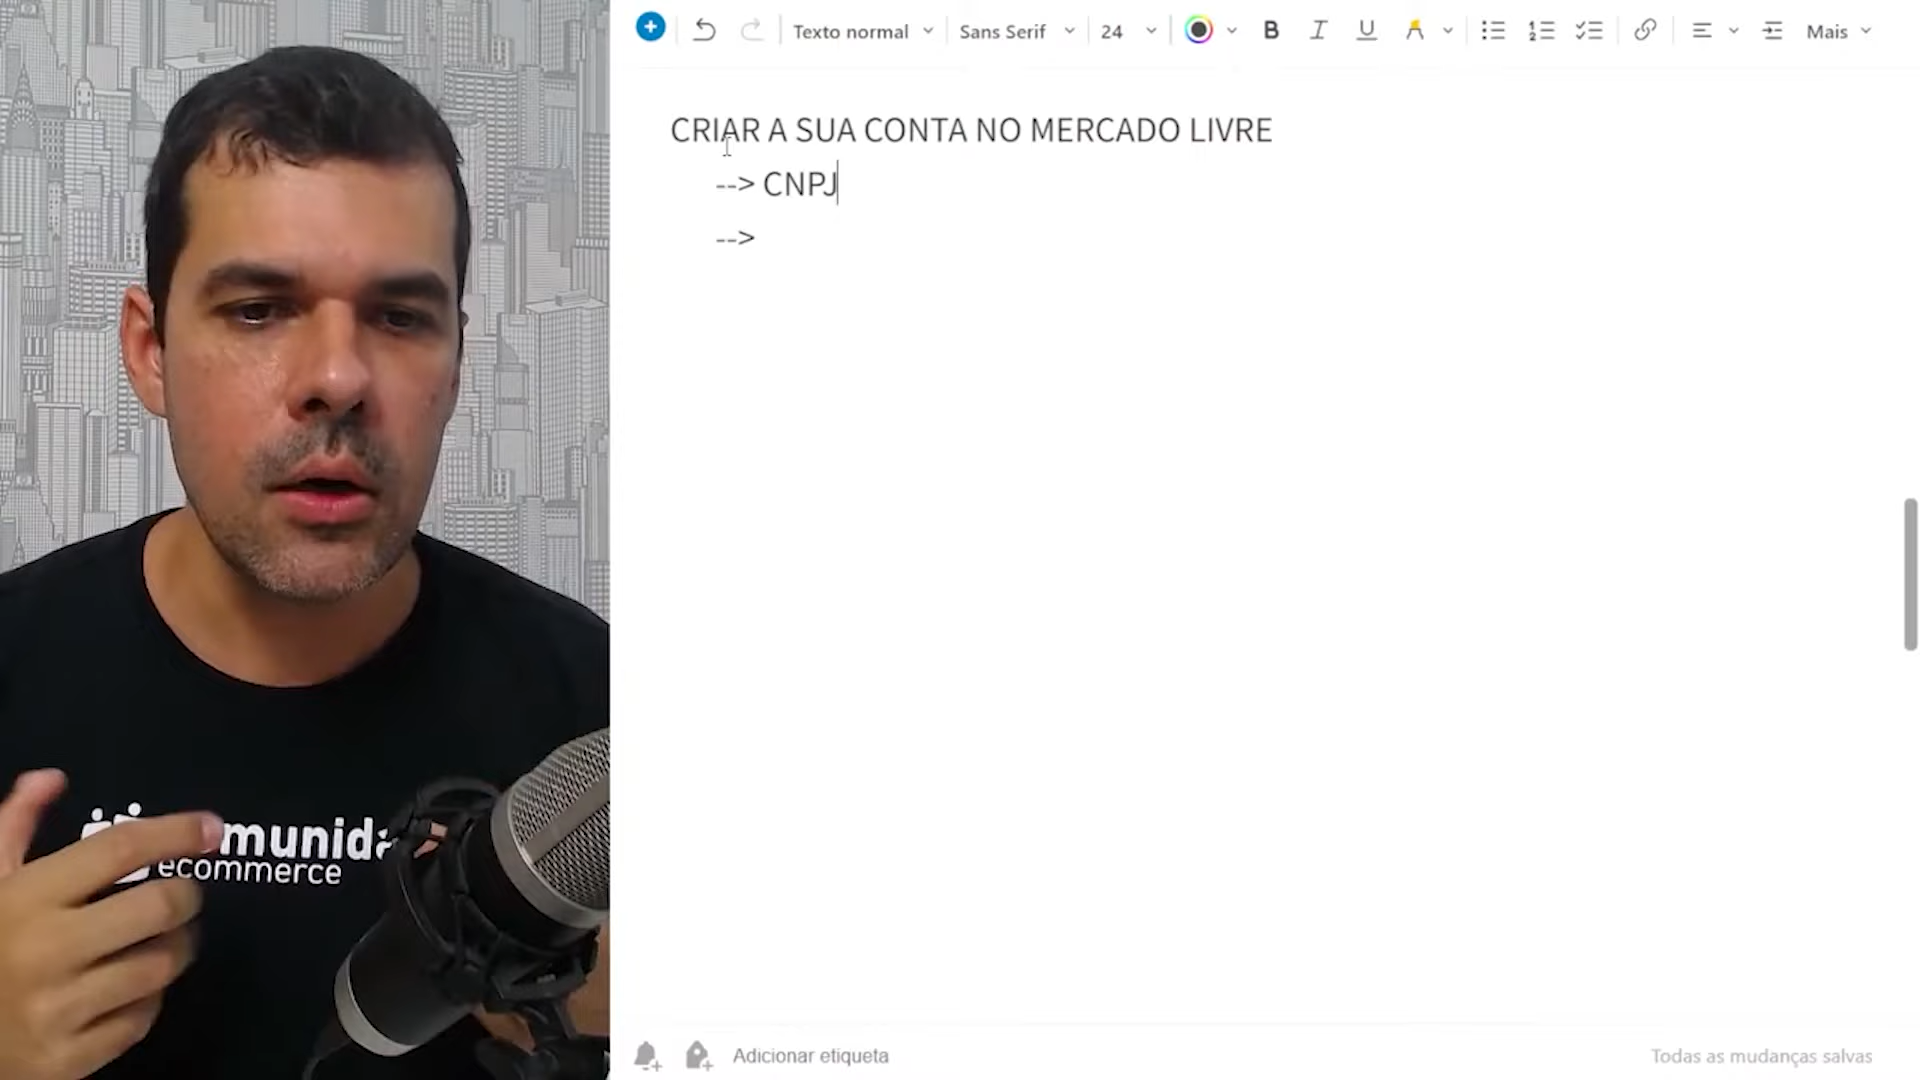 Texto normal Sans Serif 24 B I U A Mais
CRIAR A SUA CONTA NO MERCADO LIVRE
--> CNPJ
-->
ecommerce
Adicionar etiqueta
Todas as mudanças salvas